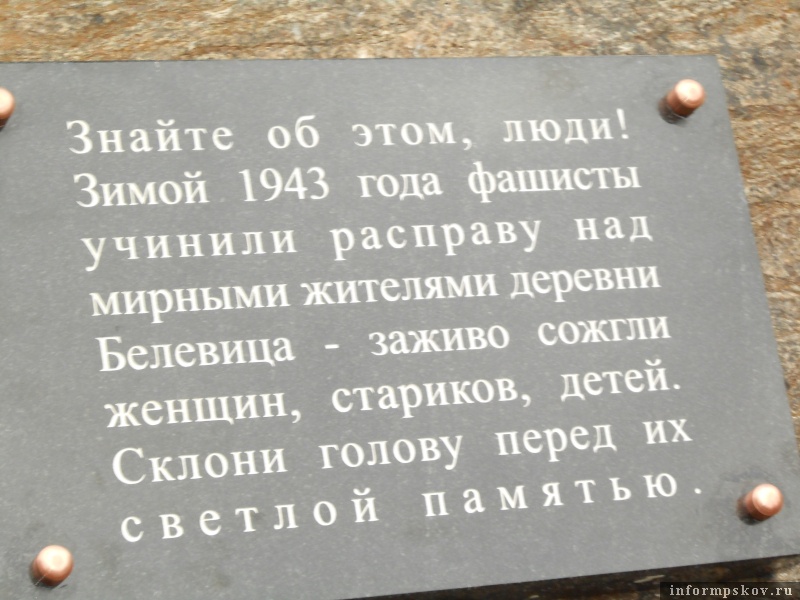 Знайте об этом, люди!
Зимой 1943 года фашисты
учинили расправу над
мирными жителями деревни
Белевица - заживо сожгли
женщин, стариков, детей.
Склони голову перед их
светлой памятью.
informpskov.ru